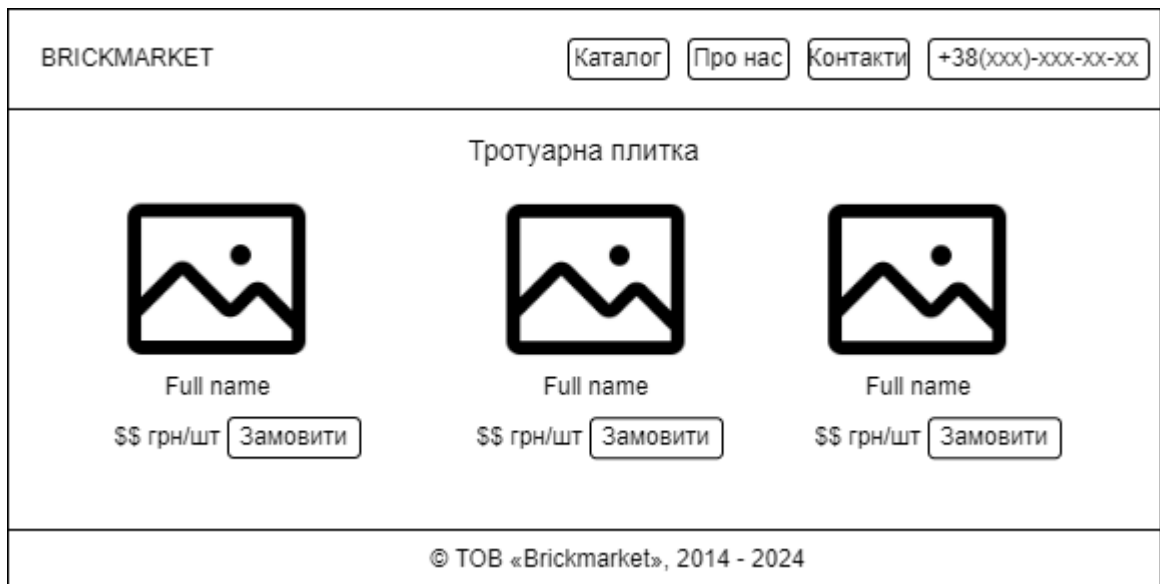 BRICKMARKET Каталог Про нас Контакти +38(xxx)-xxx-xx-xx
Тротуарна плитка
Full name Full name Full name
$$ грн/шт Замовити $$ грн/шт Замовити $$ грн/шт Замовити
© ТОВ «Brickmarket», 2014 - 2024